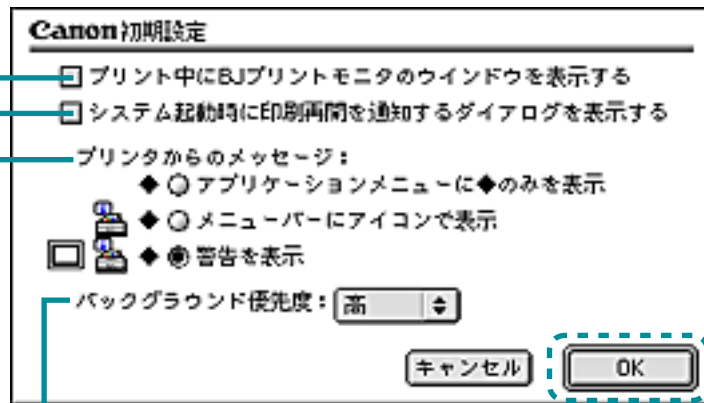 Canon初期設定
プリント中にBJプリントモニタのウインドウを表示する
システム起動時に印刷再開を通知するダイアログを表示する
プリンタからのメッセージ：
◆ アプリケーションメニューに◆のみを表示
◆ メニューバーにアイコンで表示
◆ 警告を表示
バックグラウンド優先度：高
キャンセル OK